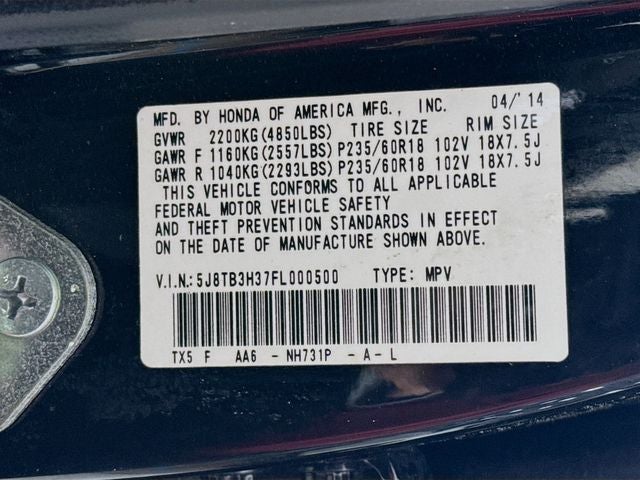 MFD. BY HONDA OF AMERICA MFG., INC. 04/'14
GVWR 2200KG(4850LBS) TIRE SIZE RIM SIZE
GAWR F 1160KG(2557LBS) P235/60R18 102V 18X7.5J
GAWR R 1040KG(2293LBS) P235/60R18 102V 18X7.5J
THIS VEHICLE CONFORMS TO ALL APPLICABLE
FEDERAL MOTOR VEHICLE SAFETY
AND THEFT PREVENTION STANDARDS IN EFFECT
ON THE DATE OF MANUFACTURE SHOWN ABOVE.
V.I.N.:5J8TB3H37FL000500 TYPE: MPV
TX5 F AA6 - NH731P - A - L